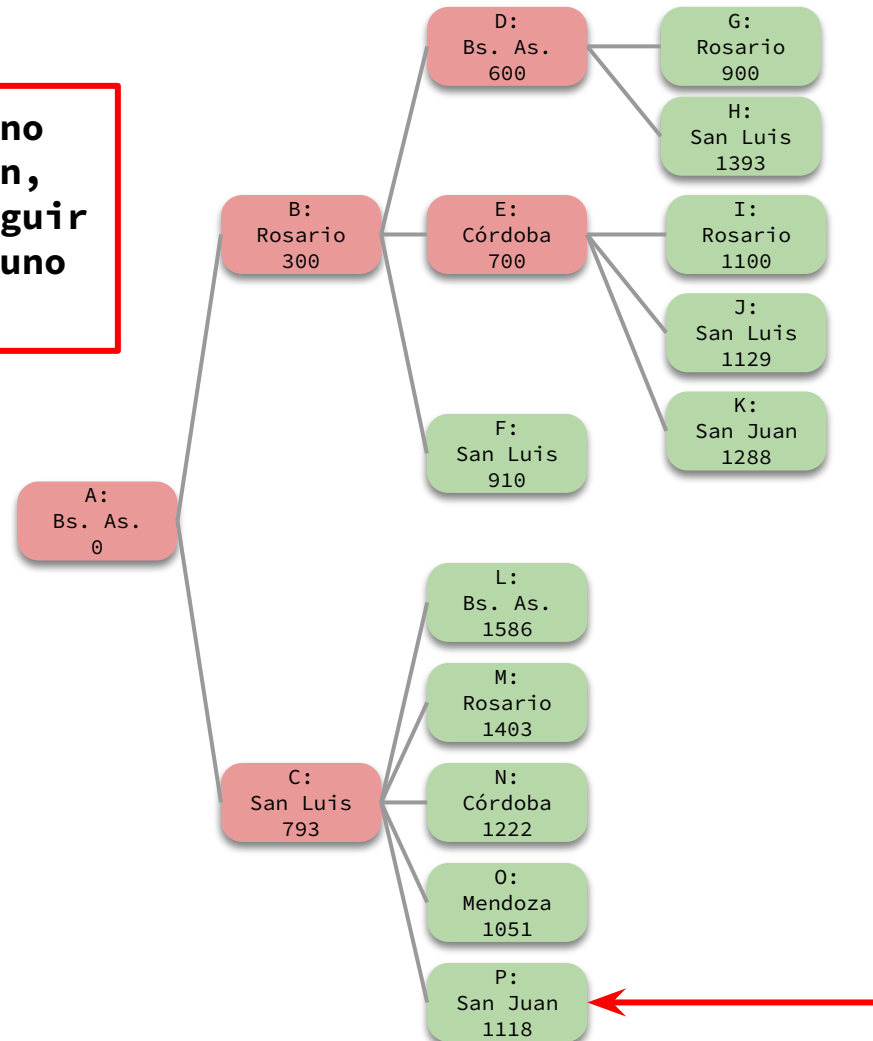 no
n,
guir
uno
D:
Bs. As.
600
G:
Rosario
900
H:
San Luis
1393
B:
Rosario
300
E:
Córdoba
700
I:
Rosario
1100
J:
San Luis
1129
K:
San Juan
1288
F:
San Luis
910
A:
Bs. As.
0
L:
Bs. As.
1586
M:
Rosario
1403
C:
San Luis
793
N:
Córdoba
1222
O:
Mendoza
1051
P:
San Juan
1118